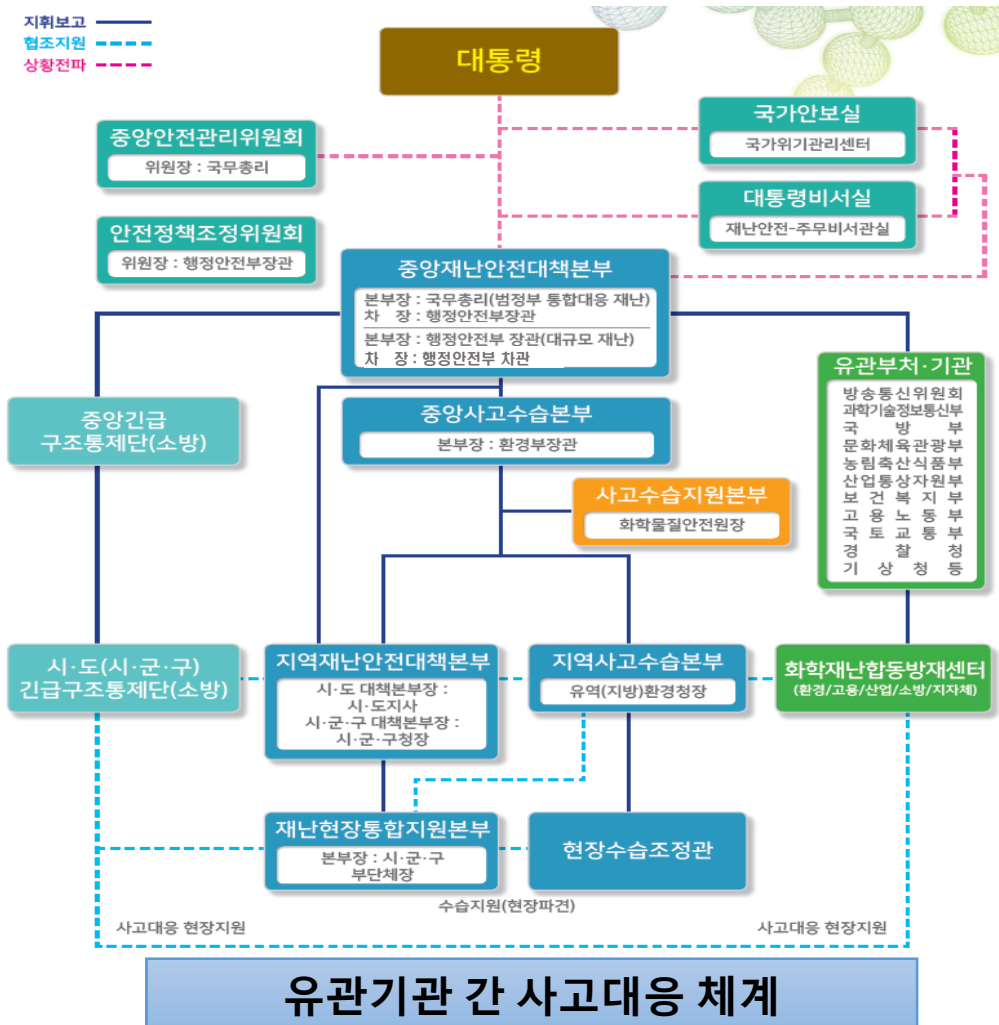 지휘보고
협조지원
상황전파
대통령
중앙안전관리위원회
위원장 : 국무총리
국가안보실
국가위기관리센터
안전정책조정위원회
위원장 : 행정안전부장관
대통령비서실
재난안전-주무비서관실
중앙재난안전대책본부
본부장 : 국무총리(범정부 통합대응 재난)
차 장 : 행정안전부장관
본부장 : 행정안전부 장관(대규모 재난)
차 장 : 행정안전부 차관
유관부처·기관
방송통신위원회
과학기술정보통신부
국 방 부
문화체육관광부
농림축산식품부
산업통상자원부
보 건 복 지 부
고 용 노 동 부
국 토 교 통 부
경 찰 청
기 상 청 등
중앙긴급
구조통제단(소방)
중앙사고수습본부
본부장 : 환경부장관
사고수습지원본부
화학물질안전원장
시·도(시·군·구)
긴급구조통제단(소방)
지역재난안전대책본부
시·도 대책본부장 :
시·도지사
시·군·구 대책본부장 :
시·군·구청장
지역사고수습본부
유역(지방)환경청장
화학재난합동방재센터
(환경/고용/산업/소방/지자체)
재난현장통합지원본부
본부장 : 시·군·구
부단체장
현장수습조정관
수습지원(현장파견)
사고대응 현장지원
사고대응 현장지원
유관기관 간 사고대응 체계